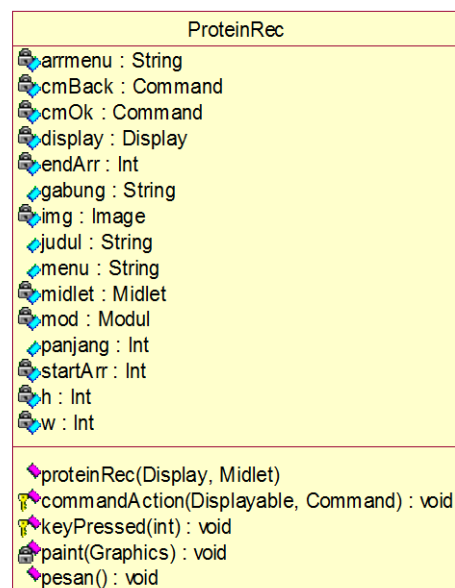 ProteinRec
arrmenu : String
cmBack : Command
cmOk : Command
display : Display
endArr : Int
gabung : String
img : Image
judul : String
menu : String
midlet : Midlet
mod : Modul
panjang : Int
startArr : Int
h : Int
w : Int
proteinRec(Display, Midlet)
commandAction(Displayable, Command) : void
keyPressed(int) : void
paint(Graphics) : void
pesan() : void